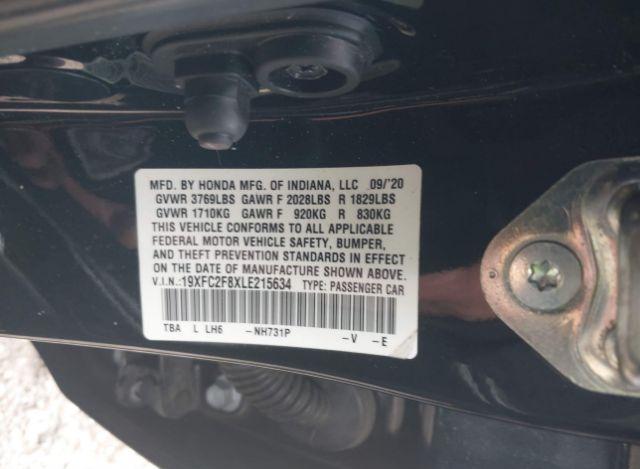 MFD. BY HONDA MFG. OF INDIANA, LLC 09/'20
GVWR 3769LBS GAWR F 2028LBS R 1829LBS
GVWR 1710KG GAWR F 920KG R 830KG
THIS VEHICLE CONFORMS TO ALL APPLICABLE
FEDERAL MOTOR VEHICLE SAFETY, BUMPER,
AND THEFT PREVENTION STANDARDS IN EFFECT
ON THE DATE OF MANUFACTURE SHOWN ABOVE.
V.I.N.:19XFC2F8XLE215634 TYPE: PASSENGER CAR
TBA L LH6 -NH731P -V -E